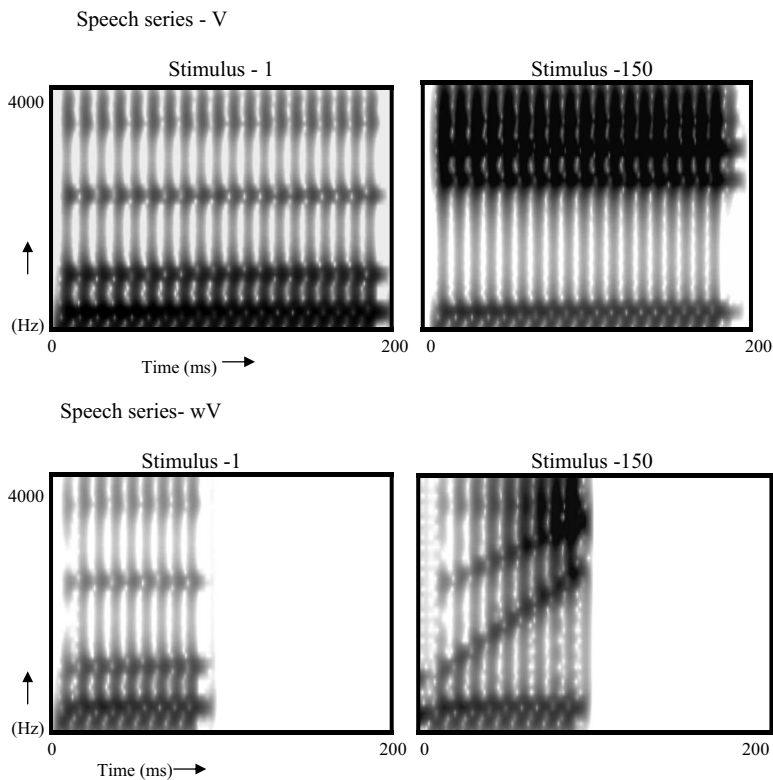 Speech series - V
Stimulus - 1
Stimulus -150
4000
(Hz)
0
200
0
200
Time (ms)
Speech series- wV
Stimulus -1
Stimulus -150
4000
(Hz)
0
200
0
200
Time (ms)